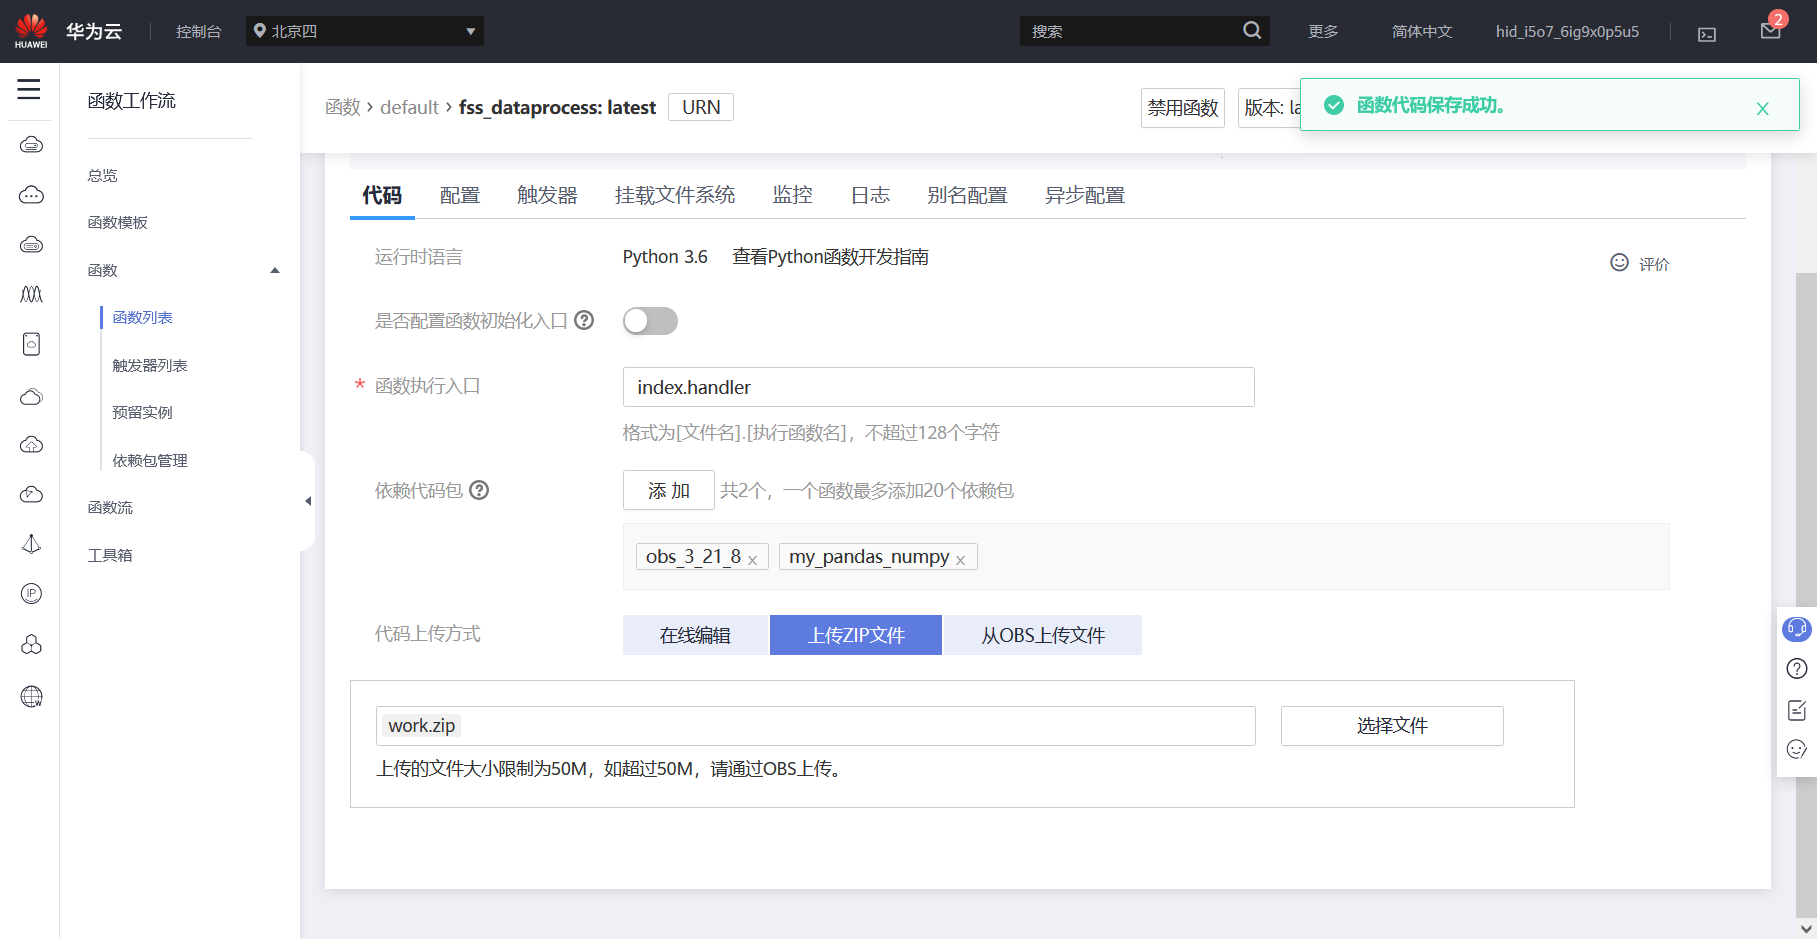 HUAWEI 华为云 控制台 北京四 搜索 更多 简体中文 hid_i5o7_6ig9x0p5u5 2
函数工作流
总览
函数模板
函数
函数列表
触发器列表
预留实例
依赖包管理
函数流
工具箱
IP
W
函数 › default › fss_dataprocess: latest URN 禁用函数 版本: la
函数代码保存成功。 X
代码 配置 触发器 挂载文件系统 监控 日志 别名配置 异步配置
运行时语言 Python 3.6 查看Python函数开发指南 评价
是否配置函数初始化入口 ?
* 函数执行入口 index.handler
格式为[文件名].[执行函数名]，不超过128个字符
依赖代码包 ? 添 加 共2个，一个函数最多添加20个依赖包
obs_3_21_8 x my_pandas_numpy x
代码上传方式 在线编辑 上传ZIP文件 从OBS上传文件
work.zip 选择文件
上传的文件大小限制为50M，如超过50M，请通过OBS上传。